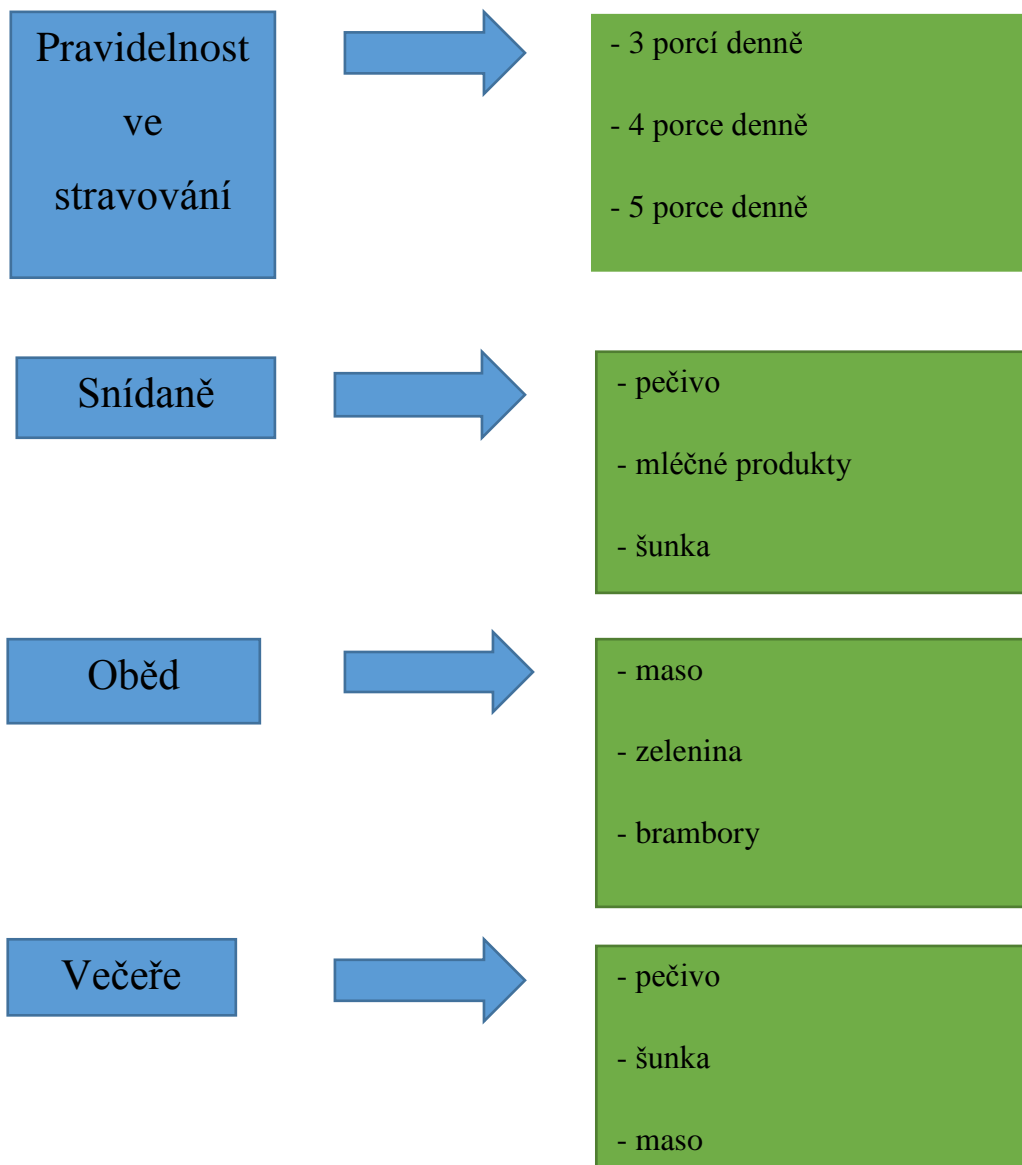 Pravidelnost
ve
stravování
- 3 porcí denně
- 4 porce denně
- 5 porce denně
Snídaně
- pečivo
- mléčné produkty
- šunka
Oběd
- maso
- zelenina
- brambory
Večeře
- pečivo
- šunka
- maso